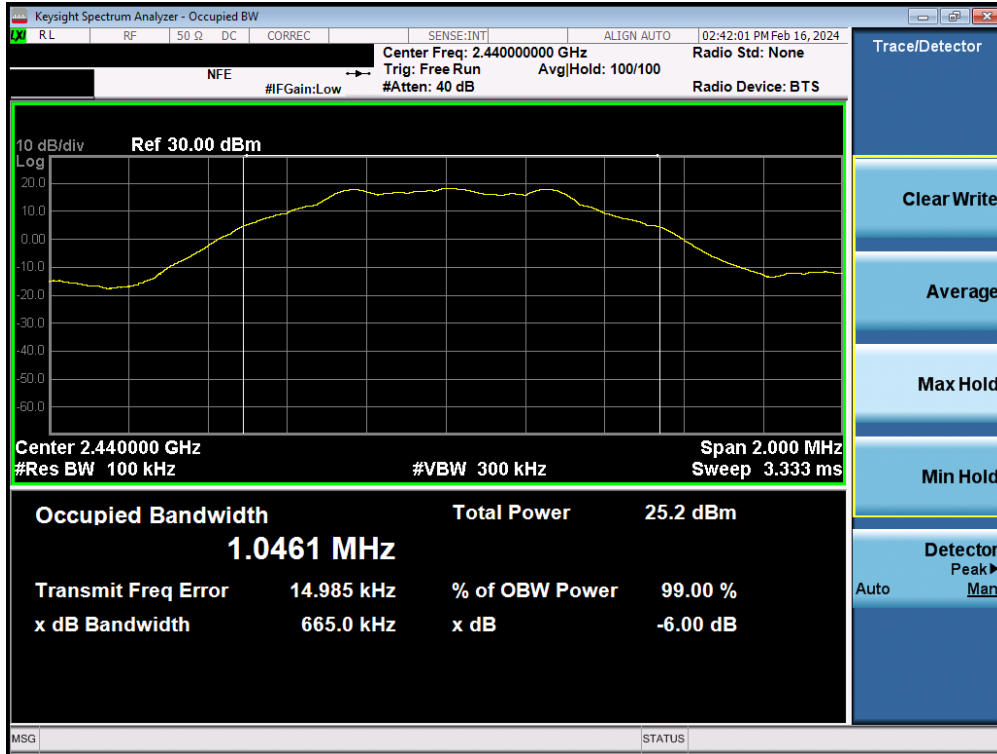 Keysight Spectrum Analyzer - Occupied BW
LXI RL RF 50 Ω DC CORREC SENSE:INT ALIGN AUTO 02:42:01 PM Feb 16, 2024
Center Freq: 2.440000000 GHz Radio Std: None
NFE Trig: Free Run Avg|Hold: 100/100
#IFGain:Low #Atten: 40 dB Radio Device: BTS
10 dB/div Ref 30.00 dBm
Log
20.0
10.0
0.00
-10.0
-20.0
-30.0
-40.0
-50.0
-60.0
Center 2.440000 GHz Span 2.000 MHz
#Res BW 100 kHz #VBW 300 kHz Sweep 3.333 ms
Occupied Bandwidth Total Power 25.2 dBm
1.0461 MHz
Transmit Freq Error 14.985 kHz % of OBW Power 99.00 %
x dB Bandwidth 665.0 kHz x dB -6.00 dB
MSG STATUS
Trace/Detector
Clear Write
Average
Max Hold
Min Hold
Detector
Peak▶
Auto Man